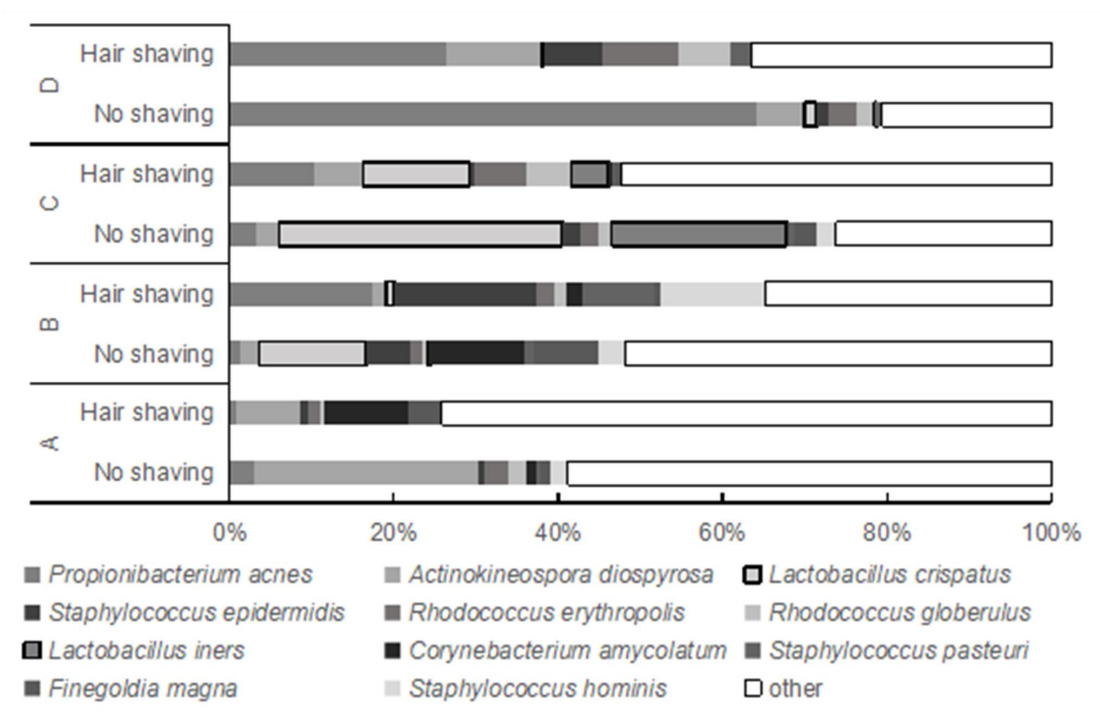 D
Hair shaving
No shaving
C
Hair shaving
No shaving
B
Hair shaving
No shaving
A
Hair shaving
No shaving
0% 20% 40% 60% 80% 100%
Propionibacterium acnes Actinokineospora diospyrosa Lactobacillus crispatus
Staphylococcus epidermidis Rhodococcus erythropolis Rhodococcus globerulus
Lactobacillus iners Corynebacterium amycolatum Staphylococcus pasteuri
Finegoldia magna Staphylococcus hominis other